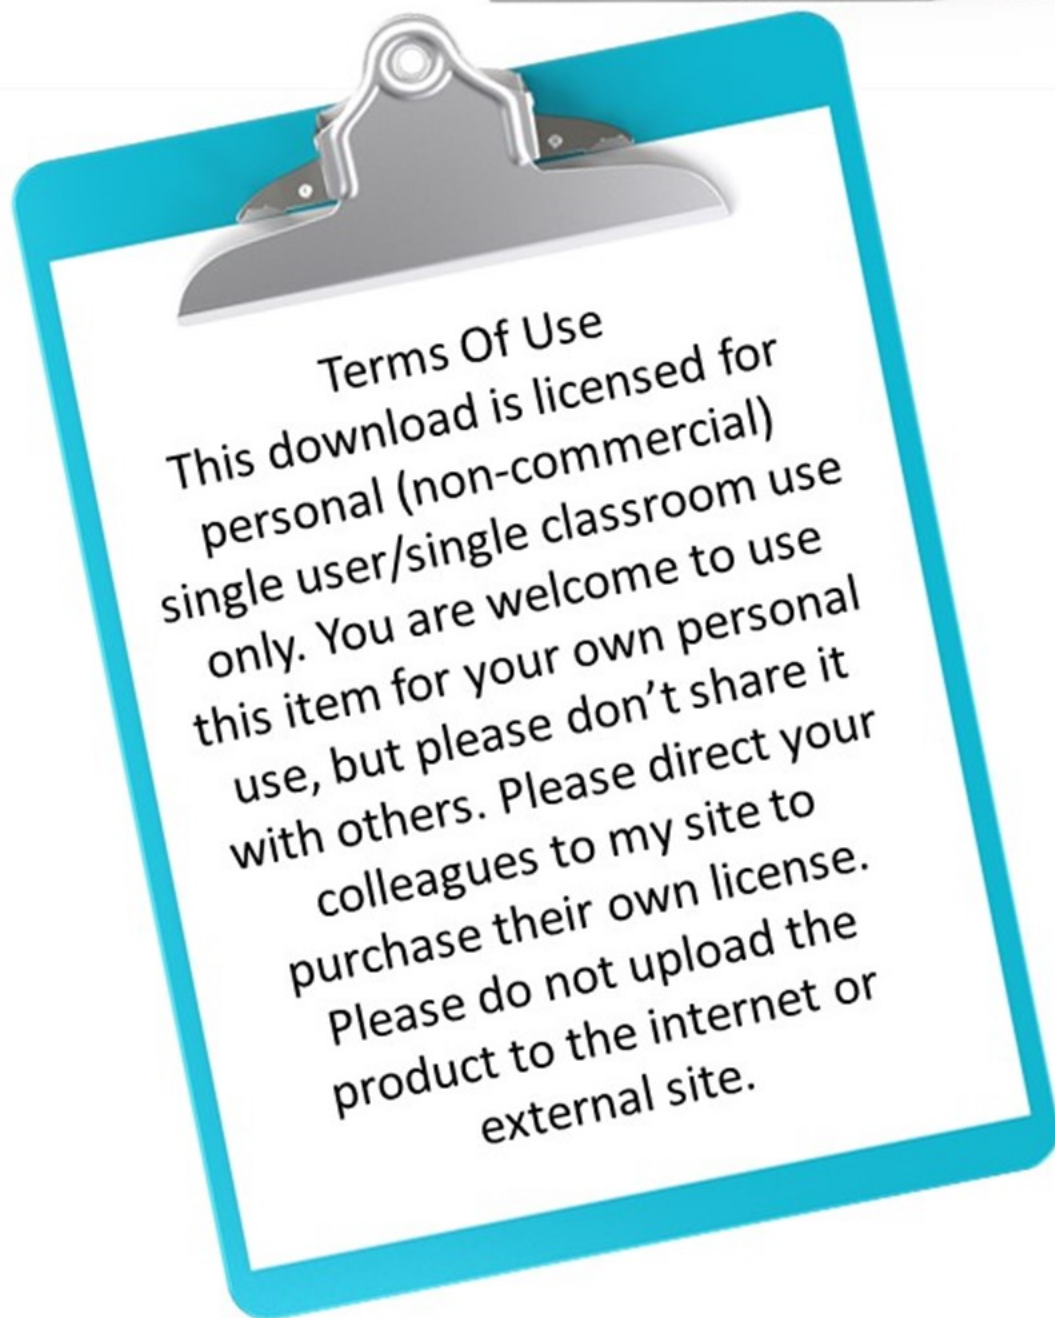 Terms Of Use
This download is licensed for
personal (non-commercial)
single user/single classroom use
only. You are welcome to use
this item for your own personal
use, but please don’t share it
with others. Please direct your
colleagues to my site to
purchase their own license.
Please do not upload the
product to the internet or
external site.